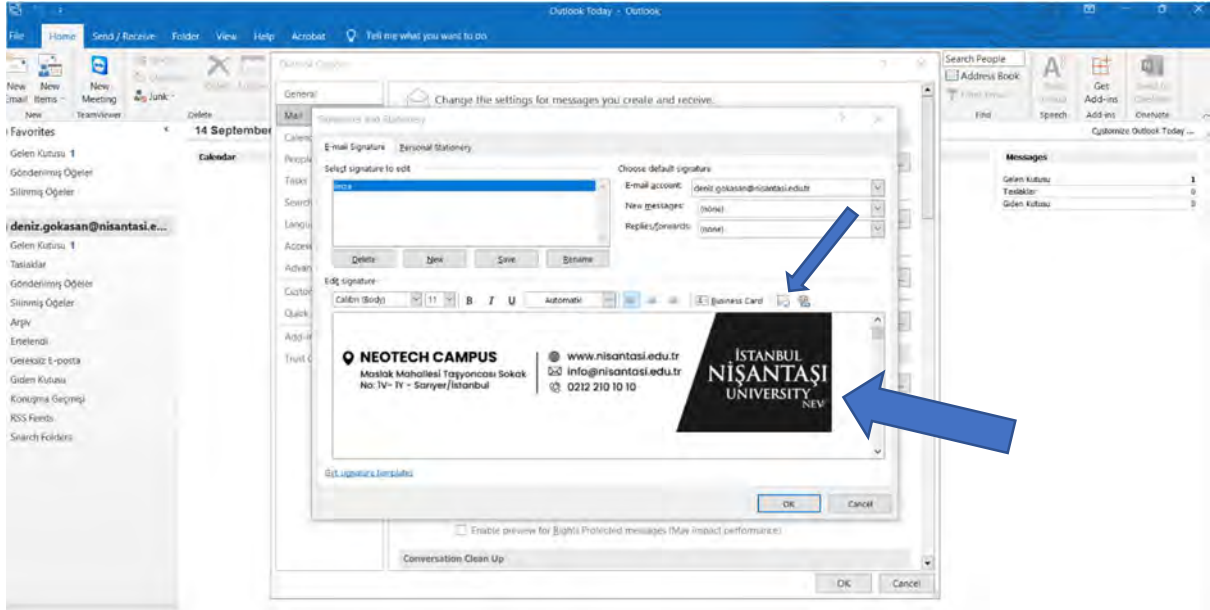 Outlook Today - Outlook
File Home Send / Receive Folder View Help Acrobat Tell me what you want to do
New Email
New Items
New Meeting
Junk
New
TeamViewer
Delete
Search People
Address Book
Get Add-ins
Find
Speech
Add-ins
OneNote
Favorites
Gelen Kutusu 1
Gönderilmiş Öğeler
Silinmiş Öğeler
deniz.gokasan@nisantasi.e...
Gelen Kutusu 1
Taslaklar
Gönderilmiş Öğeler
Silinmiş Öğeler
Arşiv
Ertelendi
Gereksiz E-posta
Giden Kutusu
Konuşma Geçmişi
RSS Feeds
Search Folders
14 September
Calendar
Customize Outlook Today ...
Messages
Gelen Kutusu 1
Taslaklar 0
Giden Kutusu 0
General
Mail
Tasks
Change the settings for messages you create and receive.
Signatures and Stationery
E-mail Signature Personal Stationery
Select signature to edit
Choose default signature
E-mail account: deniz.gokasan@nisantasi.edu.tr
New messages: (none)
Replies/forwards: (none)
Delete New Save Rename
Edit signature
Calibri (Body) 11 B I U Automatic Business Card
NEOTECH CAMPUS
Maslak Mahallesi Taşyoncası Sokak
No: 1V- 1Y - Sarıyer/İstanbul
www.nisantasi.edu.tr
info@nisantasi.edu.tr
0212 210 10 10
İSTANBUL
NİŞANTAŞI
UNIVERSITY
NEV
Get signature templates
OK Cancel
Enable preview for Rights Protected messages (May impact performance)
Conversation Clean Up
OK Cancel